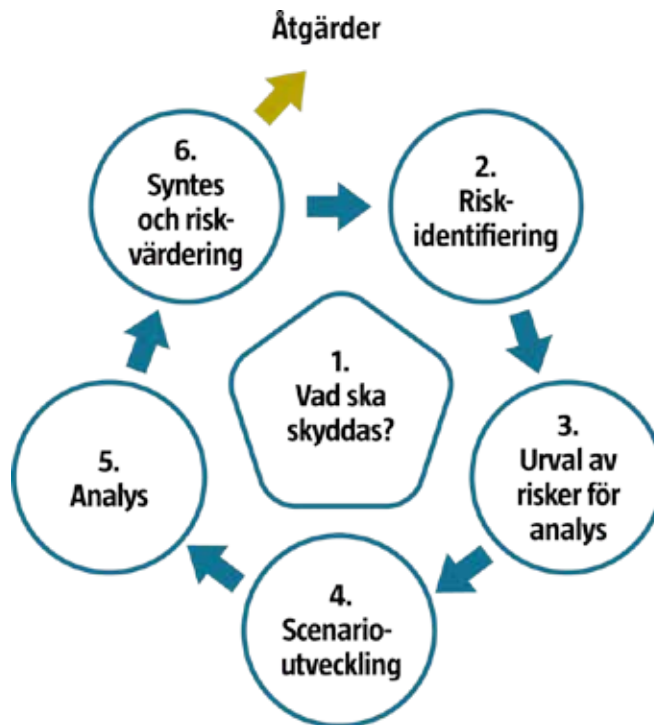 Åtgärder
6.
Syntes
och risk-
värdering
2.
Risk-
identifiering
1.
Vad ska
skyddas?
3.
Urval av
risker för
analys
5.
Analys
4.
Scenario-
utveckling